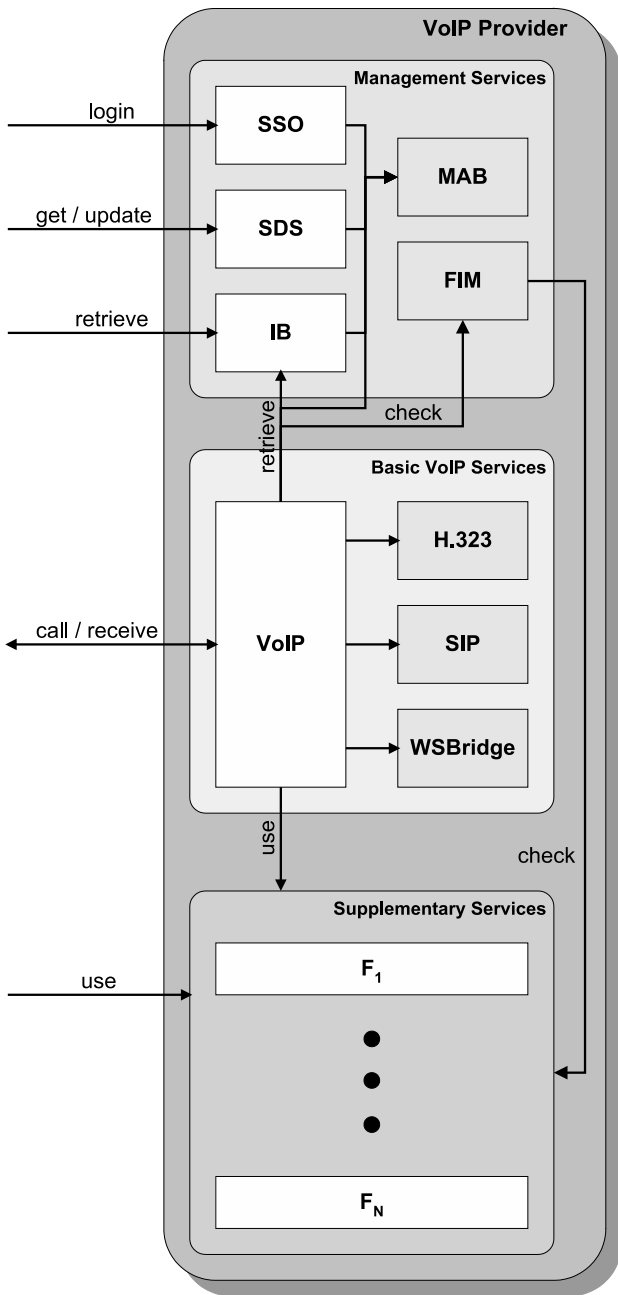 VoIP Provider
Management Services
login
SSO
MAB
get / update
SDS
FIM
retrieve
IB
retrieve
check
Basic VoIP Services
H.323
call / receive
VoIP
SIP
WSBridge
use
check
Supplementary Services
F1
use
FN